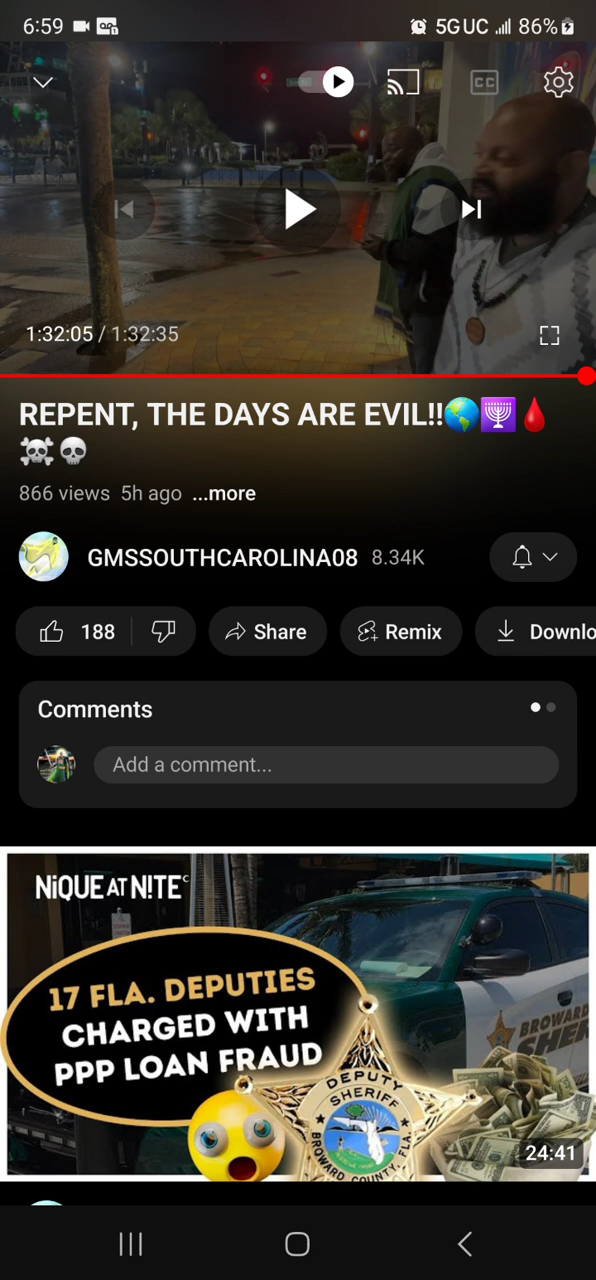 6:59
5G UC
86%
CC
1:32:05 / 1:32:35
REPENT, THE DAYS ARE EVIL!!🌎🕎🩸
☠️💀
866 views 5h ago ...more
GMSSOUTHCAROLINA08 8.34K
188
Share
Remix
Downlo
Comments
Add a comment...
NiQUE AT N!TE
17 FLA. DEPUTIES
CHARGED WITH
PPP LOAN FRAUD
BROWARD
SHER
DEPUTY
SHERIFF
BROWARD COUNTY, FLA.
24:41